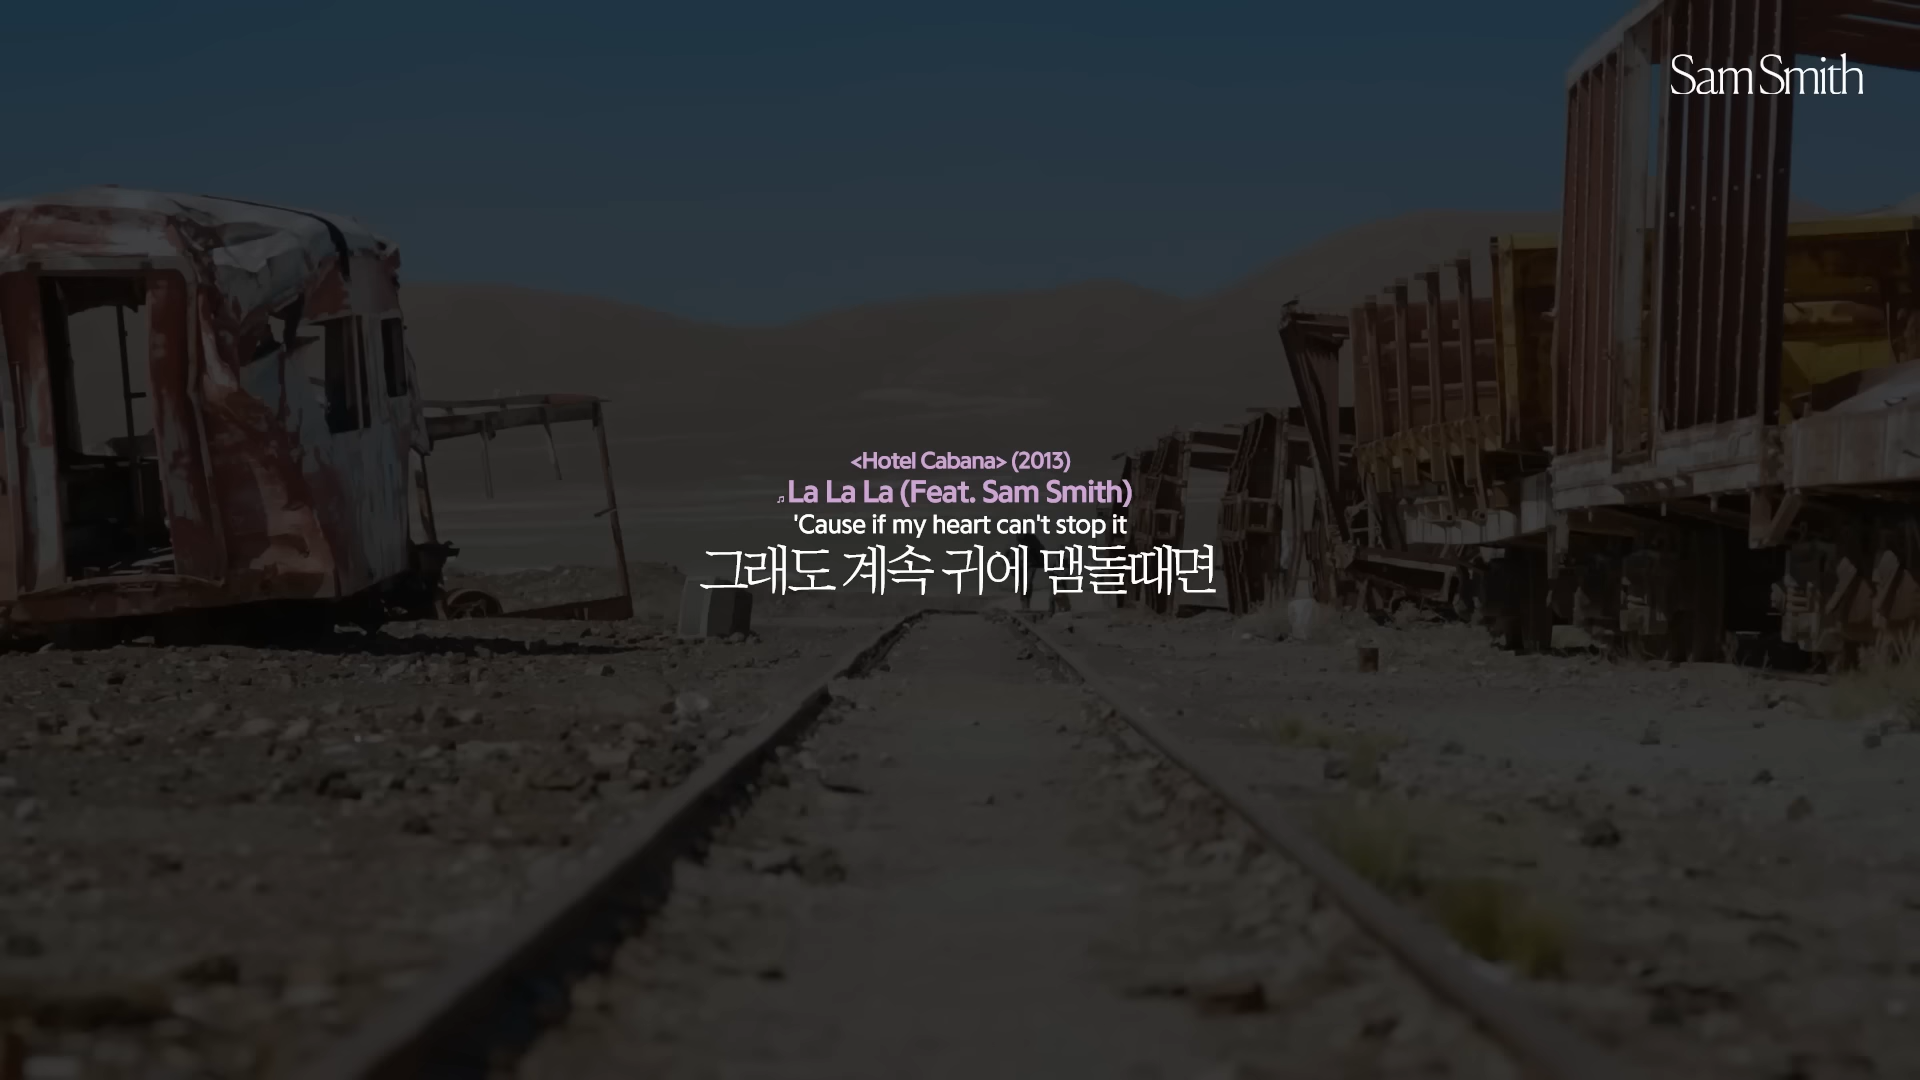 Sam Smith
<Hotel Cabana> (2013)
♫ La La La (Feat. Sam Smith)
'Cause if my heart can't stop it
그래도 계속 귀에 맴돌때면